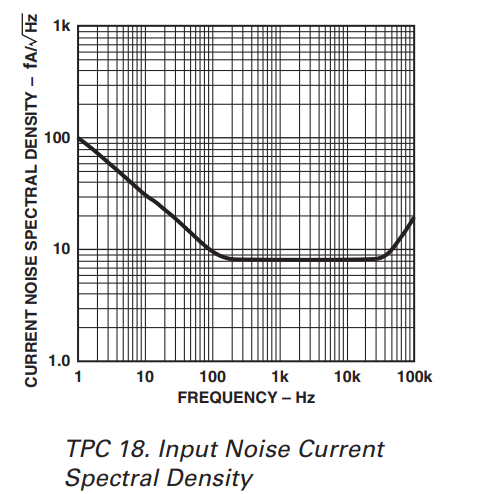 CURRENT NOISE SPECTRAL DENSITY – fA/√Hz
1k
100
10
1.0
1 10 100 1k 10k 100k
FREQUENCY – Hz
TPC 18. Input Noise Current
Spectral Density